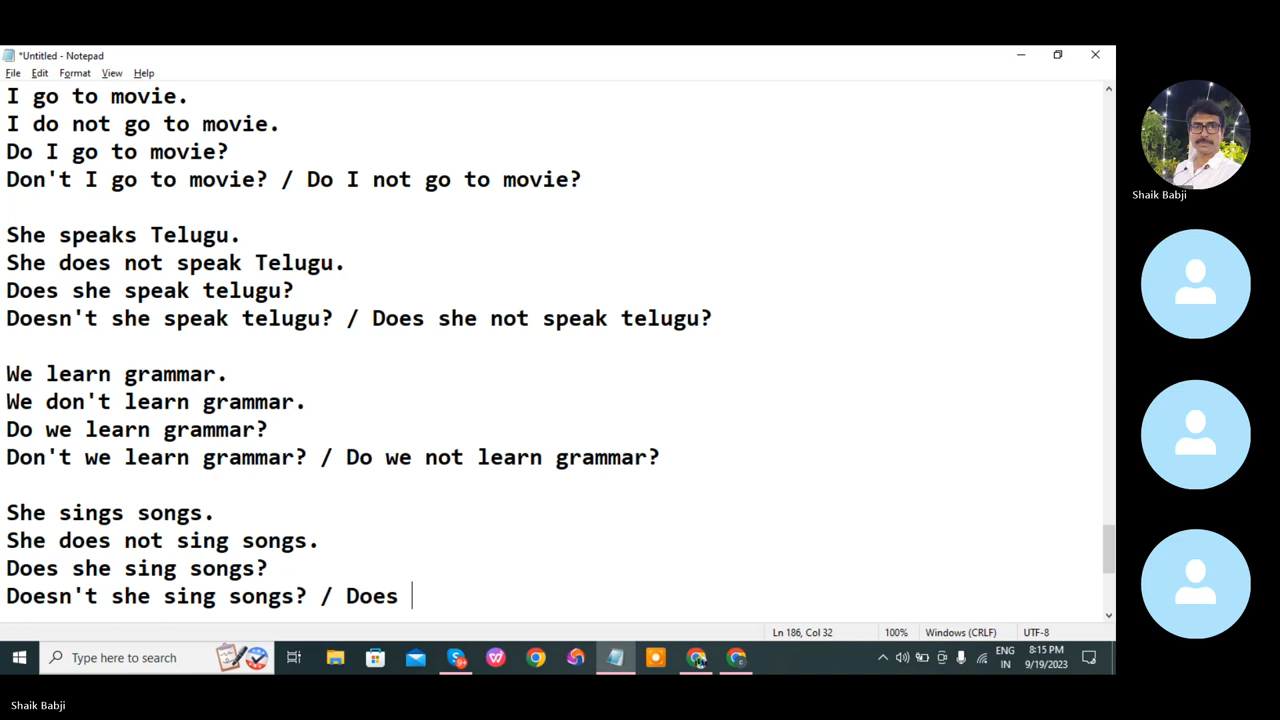 *Untitled - Notepad
File Edit Format View Help
I go to movie.
I do not go to movie.
Do I go to movie?
Don't I go to movie? / Do I not go to movie?
She speaks Telugu.
She does not speak Telugu.
Does she speak telugu?
Doesn't she speak telugu? / Does she not speak telugu?
We learn grammar.
We don't learn grammar.
Do we learn grammar?
Don't we learn grammar? / Do we not learn grammar?
She sings songs.
She does not sing songs.
Does she sing songs?
Doesn't she sing songs? / Does
Ln 186, Col 32 100% Windows (CRLF) UTF-8
Type here to search
ENG
IN
8:15 PM
9/19/2023
Shaik Babji
Shaik Babji